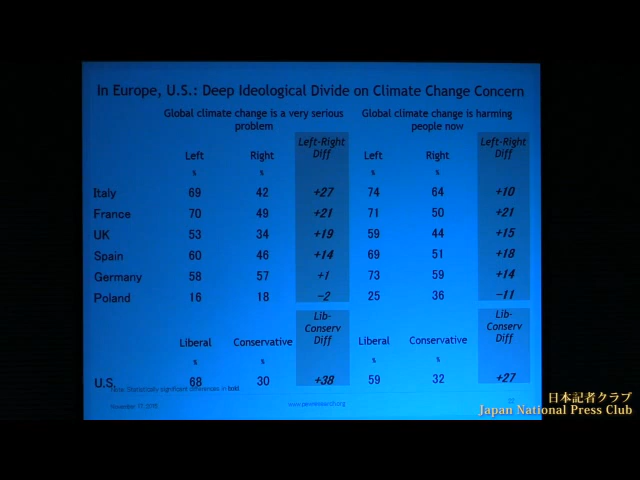 In Europe, U.S.: Deep Ideological Divide on Climate Change Concern
Global climate change is a very serious problem
Global climate change is harming people now
Left Right Left-Right Diff Left Right Left-Right Diff
% % % %
Italy 69 42 +27 74 64 +10
France 70 49 +21 71 50 +21
UK 53 34 +19 59 44 +15
Spain 60 46 +14 69 51 +18
Germany 58 57 +1 73 59 +14
Poland 16 18 -2 25 36 -11
Liberal Conservative Lib-Conserv Diff Liberal Conservative Lib-Conserv Diff
% % % %
U.S. 68 30 +38 59 32 +27
Note: Statistically significant differences in bold.
November 17, 2015
www.pewresearch.org
日本記者クラブ
Japan National Press Club